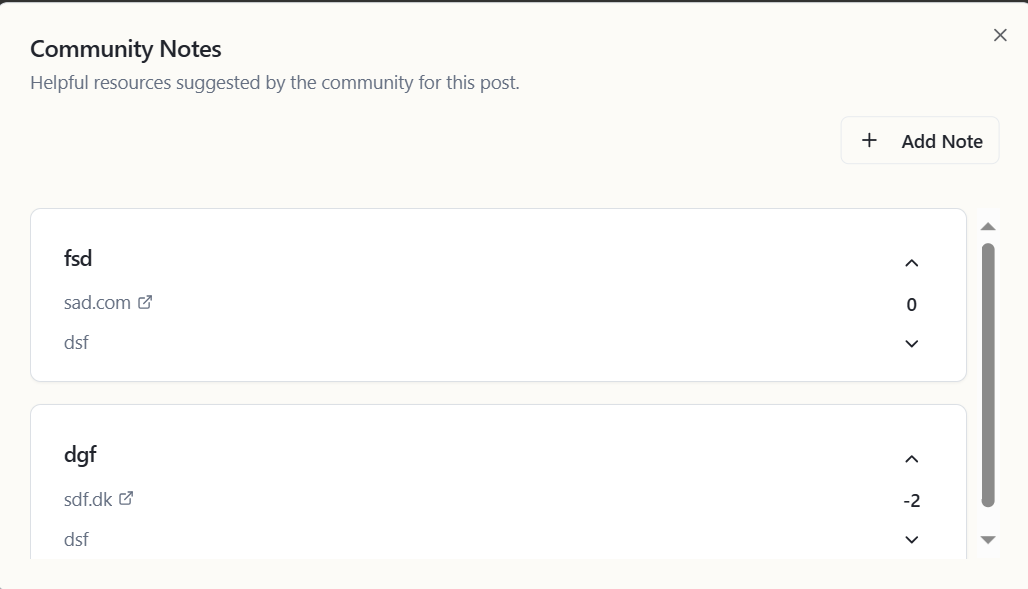 Community Notes
Helpful resources suggested by the community for this post.
Add Note
fsd
sad.com
0
dsf
dgf
sdf.dk
-2
dsf